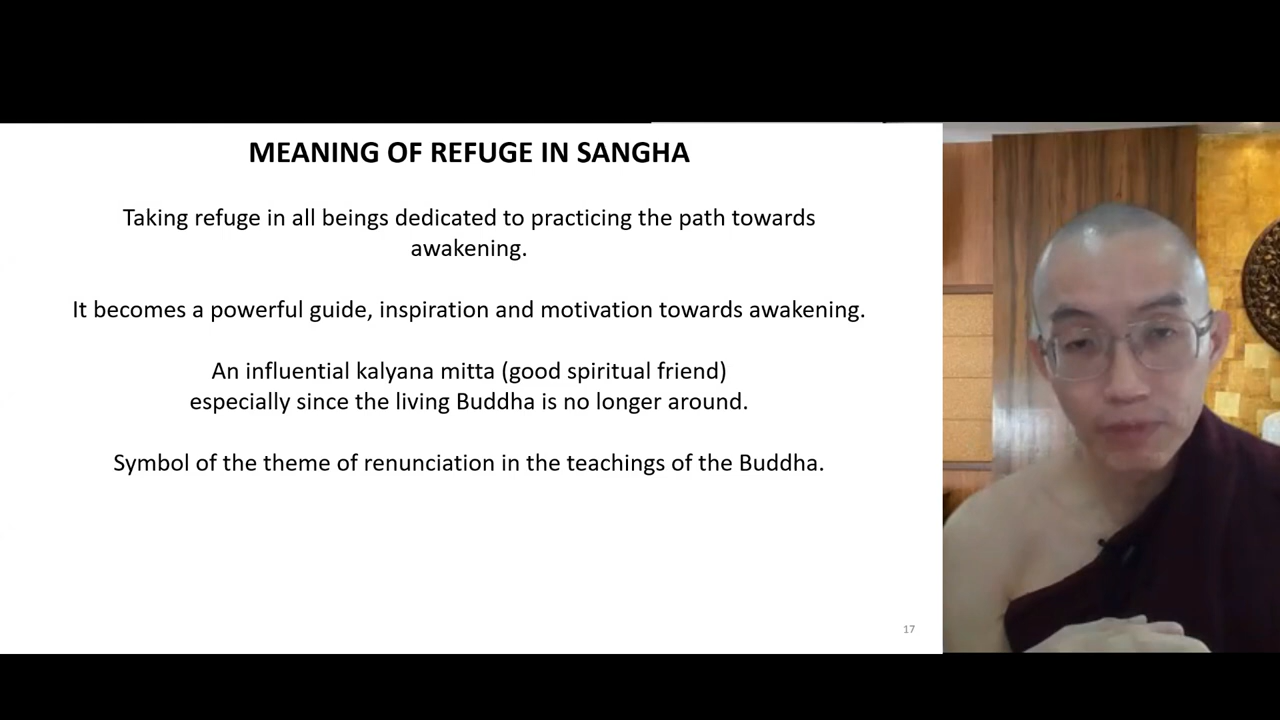 MEANING OF REFUGE IN SANGHA
Taking refuge in all beings dedicated to practicing the path towards
awakening.
It becomes a powerful guide, inspiration and motivation towards awakening.
An influential kalyana mitta (good spiritual friend)
especially since the living Buddha is no longer around.
Symbol of the theme of renunciation in the teachings of the Buddha.
17